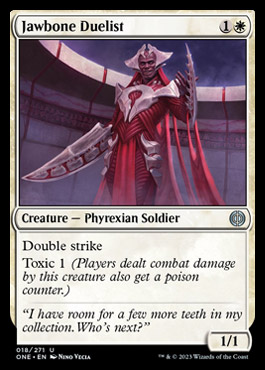 Jawbone Duelist 1
Creature — Phyrexian Soldier
Double strike
Toxic 1 (Players dealt combat damage
by this creature also get a poison
counter.)
“I have room for a few more teeth in my
collection. Who’s next?”
1/1
018/271 U
ONE • EN Nino Vecia
™ & © 2023 Wizards of the Coast